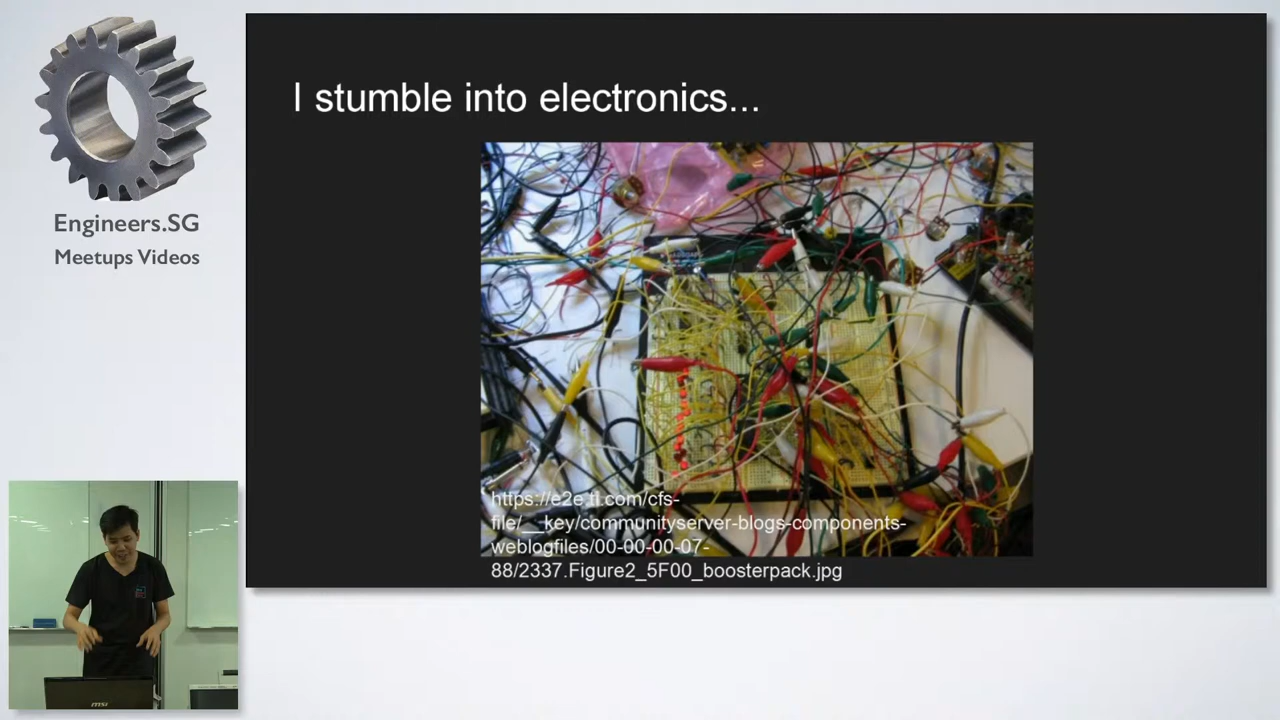 Engineers.SG
Meetups Videos
I stumble into electronics...
https://e2e.ti.com/cfs-
file/__key/communityserver-blogs-components-
weblogfiles/00-00-00-07-
88/2337.Figure2_5F00_boosterpack.jpg
msi